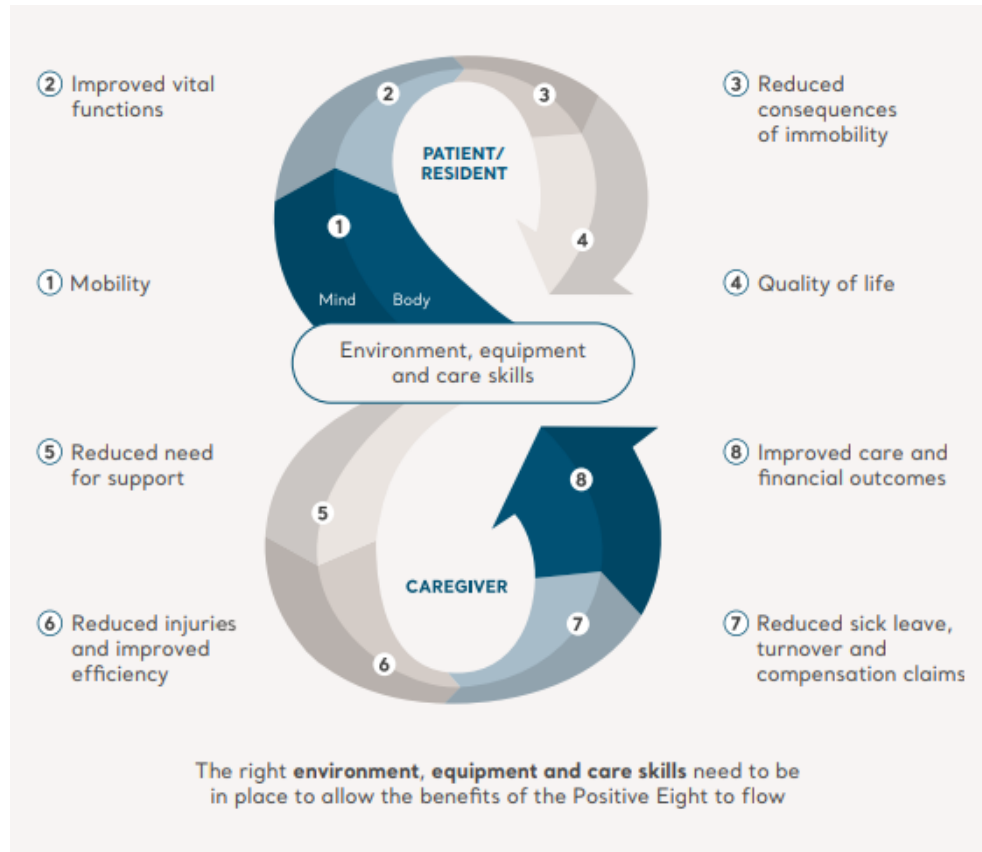 ② Improved vital
functions
2
3
③ Reduced
consequences
of immobility
PATIENT/
RESIDENT
1
4
① Mobility
Mind Body
④ Quality of life
Environment, equipment
and care skills
⑤ Reduced need
for support
5
8
⑧ Improved care and
financial outcomes
CAREGIVER
⑥ Reduced injuries
and improved
efficiency
6
7
⑦ Reduced sick leave,
turnover and
compensation claims
The right environment, equipment and care skills need to be
in place to allow the benefits of the Positive Eight to flow